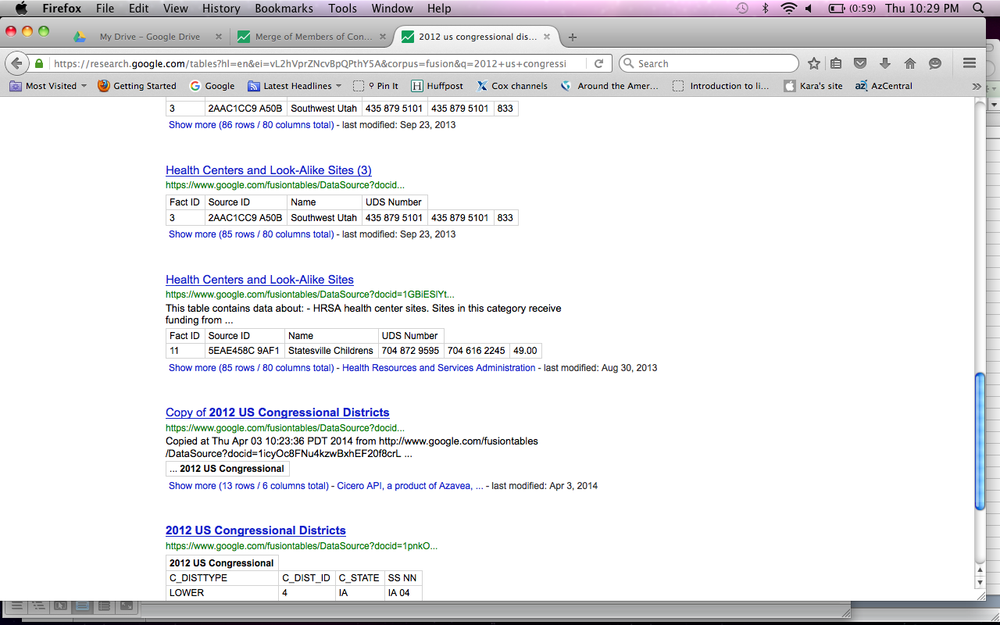 Firefox File Edit View History Bookmarks Tools Window Help (0:59) Thu 10:29 PM
My Drive – Google Drive Merge of Members of Con... 2012 us congressional dis...
https://research.google.com/tables?hl=en&ei=vL2hVprZNcvBpQPthY5A&corpus=fusion&q=2012+us+congressi Search
Most Visited Getting Started Google Latest Headlines Pin It Huffpost Cox channels Around the Amer... Introduction to li... Kara's site AzCentral
3 2AAC1CC9 A50B Southwest Utah 435 879 5101 435 879 5101 833
Show more (86 rows / 80 columns total) - last modified: Sep 23, 2013
Health Centers and Look-Alike Sites (3)
https://www.google.com/fusiontables/DataSource?docid...
Fact ID Source ID Name UDS Number
3 2AAC1CC9 A50B Southwest Utah 435 879 5101 435 879 5101 833
Show more (85 rows / 80 columns total) - last modified: Sep 23, 2013
Health Centers and Look-Alike Sites
https://www.google.com/fusiontables/DataSource?docid=1GBiESlYt...
This table contains data about: - HRSA health center sites. Sites in this category receive
funding from ...
Fact ID Source ID Name UDS Number
11 5EAE458C 9AF1 Statesville Childrens 704 872 9595 704 616 2245 49.00
Show more (85 rows / 80 columns total) - Health Resources and Services Administration - last modified: Aug 30, 2013
Copy of 2012 US Congressional Districts
https://www.google.com/fusiontables/DataSource?docid...
Copied at Thu Apr 03 10:23:36 PDT 2014 from http://www.google.com/fusiontables
/DataSource?docid=1icyOc8FNu4kzwBxhEF20f8crL ...
... 2012 US Congressional
Show more (13 rows / 6 columns total) - Cicero API, a product of Azavea, ... - last modified: Apr 3, 2014
2012 US Congressional Districts
https://www.google.com/fusiontables/DataSource?docid=1pnkO...
2012 US Congressional
C_DISTTYPE C_DIST_ID C_STATE SS NN
LOWER 4 IA IA 04